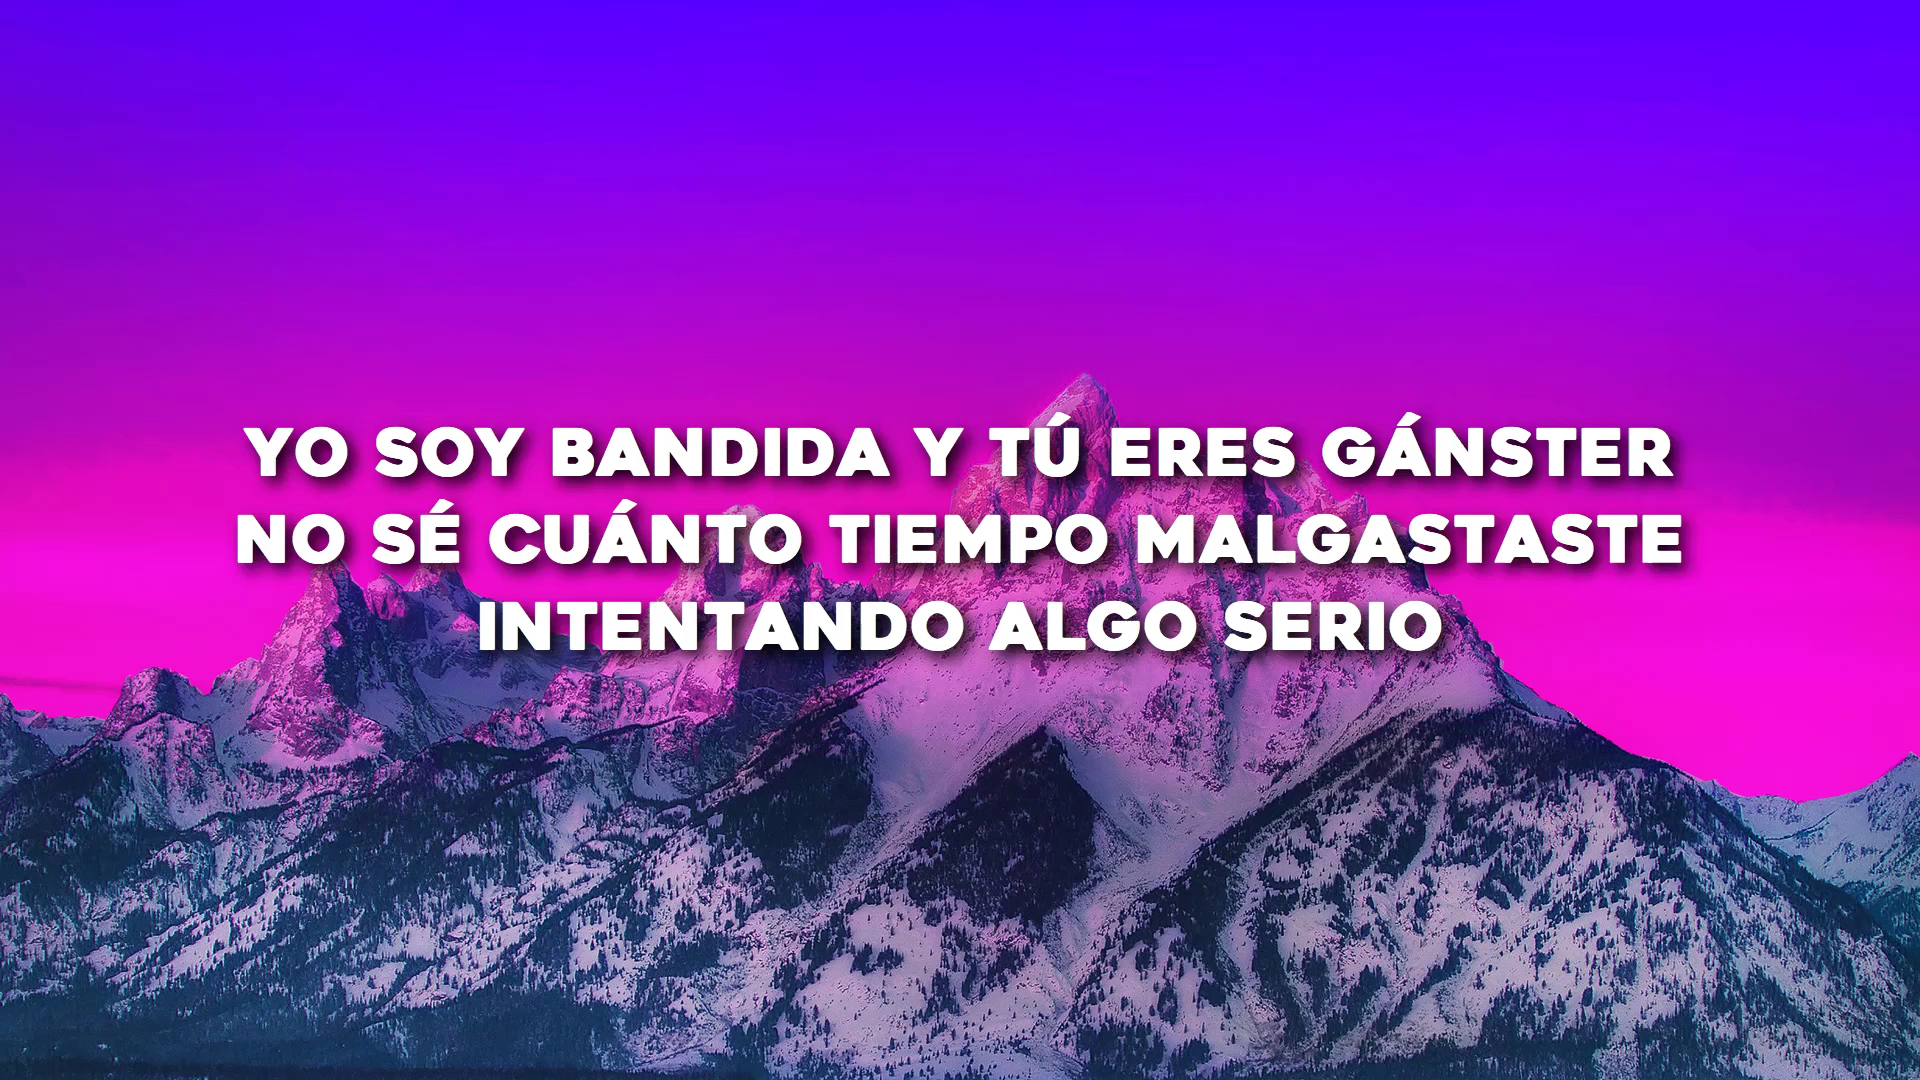 YO SOY BANDIDA Y TÚ ERES GÁNSTER
NO SÉ CUÁNTO TIEMPO MALGASTASTE
INTENTANDO ALGO SERIO